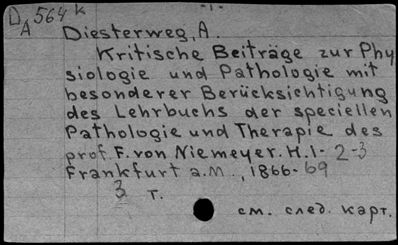 D 564 k
A
-1-
Diesterweg, A.
Kritische Beiträge zur Phy
siologie und Pathologie mit
besonderer Berücksichtigung
des Lehrbuchs der speciellen
Pathologie und Therapie des
prof. F. von Niemeyer. H.1- 2-3
Frankfurt a.M., 1866-69
3 т.
см. след. карт.